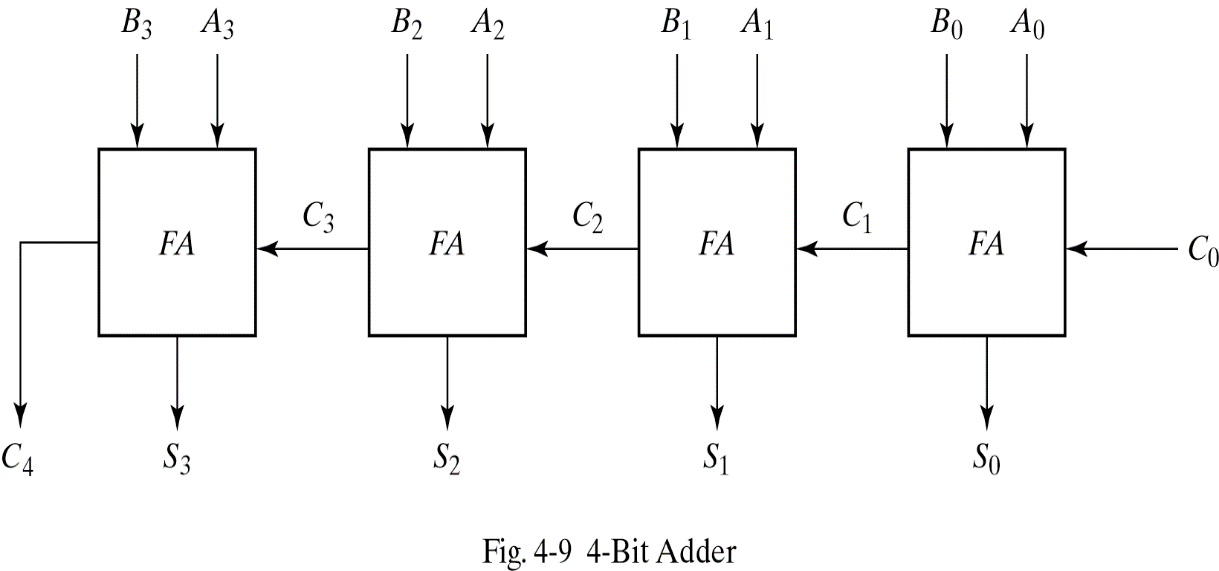 B3 A3 B2 A2 B1 A1 B0 A0
C3 C2 C1
FA FA FA FA C0
C4 S3 S2 S1 S0
Fig. 4-9 4-Bit Adder